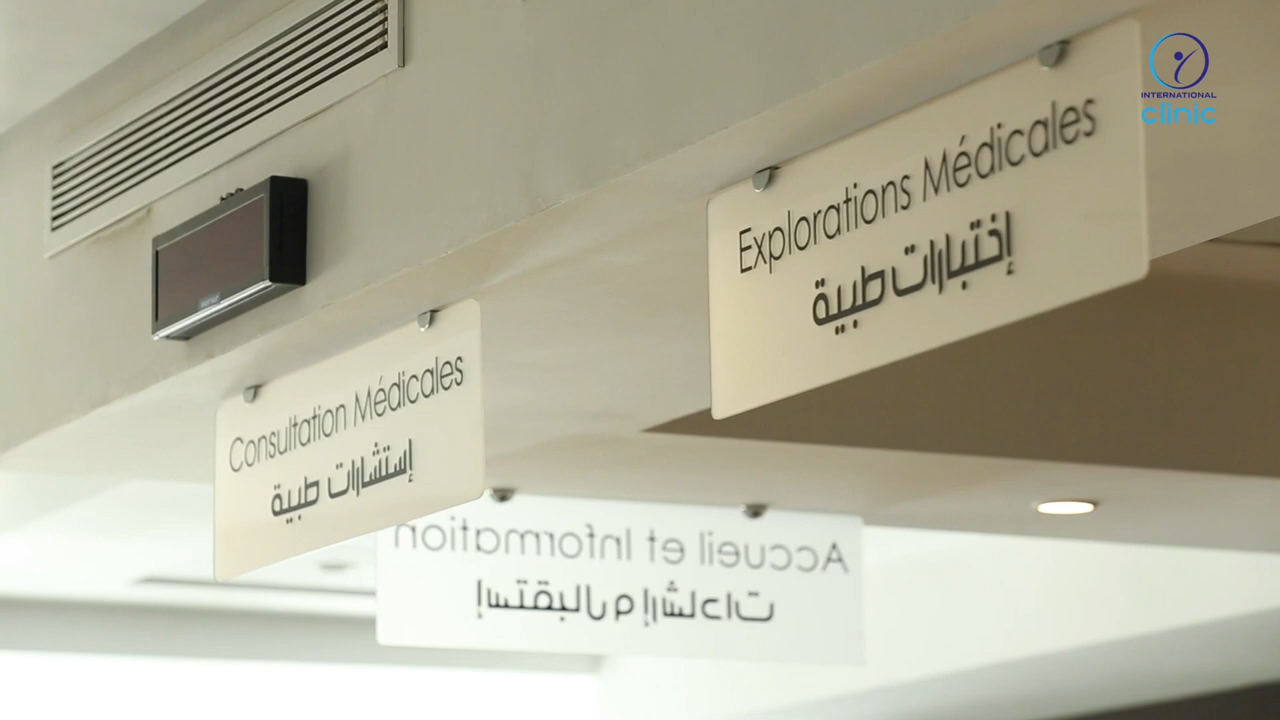 INTERNATIONAL
clinic
Explorations Médicales
إختبارات طبية
Consultation Médicales
إستشارات طبية
Accueil et Information
إستقبال و إرشادات